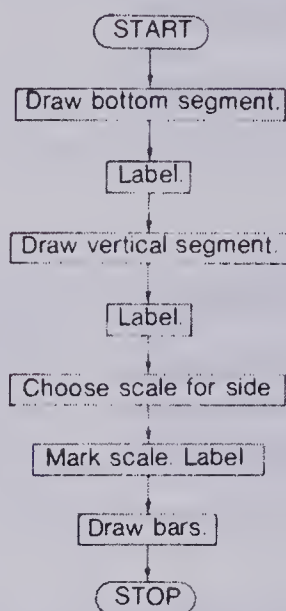 START
Draw bottom segment.
Label.
Draw vertical segment.
Label.
Choose scale for side
Mark scale. Label
Draw bars.
STOP